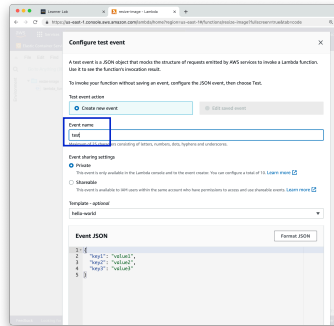 Learner Lab
resize-image - Lambda
https://us-east-1.console.aws.amazon.com/lambda/home?region=us-east-1#/functions/resize-image?fullscreen=true&tab=code
Configure test event
A test event is a JSON object that mocks the structure of requests emitted by AWS services to invoke a Lambda function.
Use it to see the function's invocation result.
To invoke your function without saving an event, configure the JSON event, then choose Test.
Test event action
Create new event
Edit saved event
Event name
test
Maximum of 25 characters consisting of letters, numbers, dots, hyphens and underscores.
Event sharing settings
Private
This event is only available in the Lambda console and to the event creator. You can configure a total of 10. Learn more
Shareable
This event is available to IAM users within the same account who have permissions to access and use shareable events. Learn more
Template - optional
hello-world
Event JSON
Format JSON
1 {
2 "key1": "value1",
3 "key2": "value2",
4 "key3": "value3"
5 }